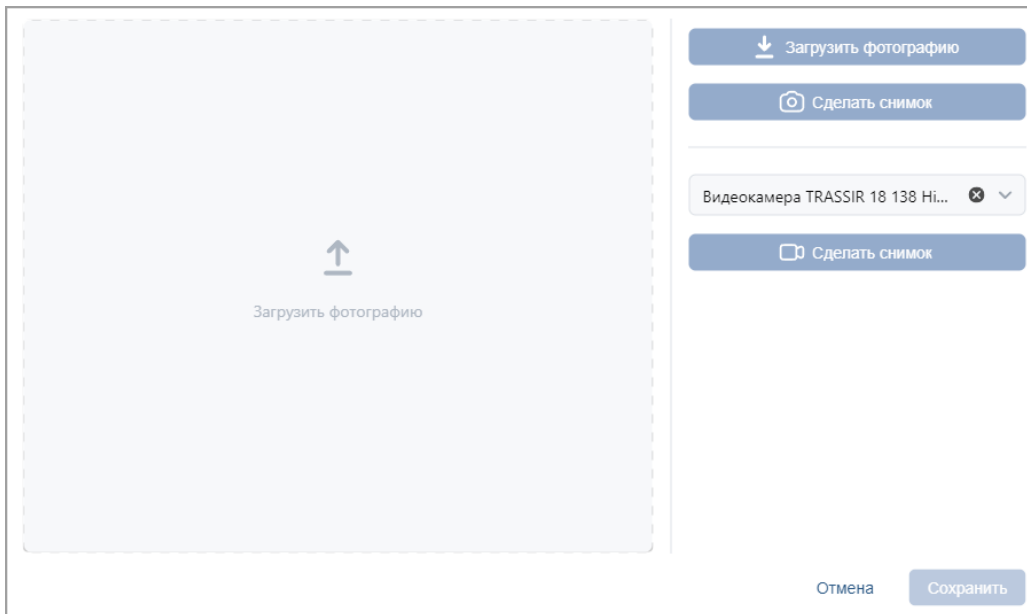 Загрузить фотографию
Загрузить фотографию
Сделать снимок
Видеокамера TRASSIR 18 138 Hi...
Сделать снимок
Отмена
Сохранить